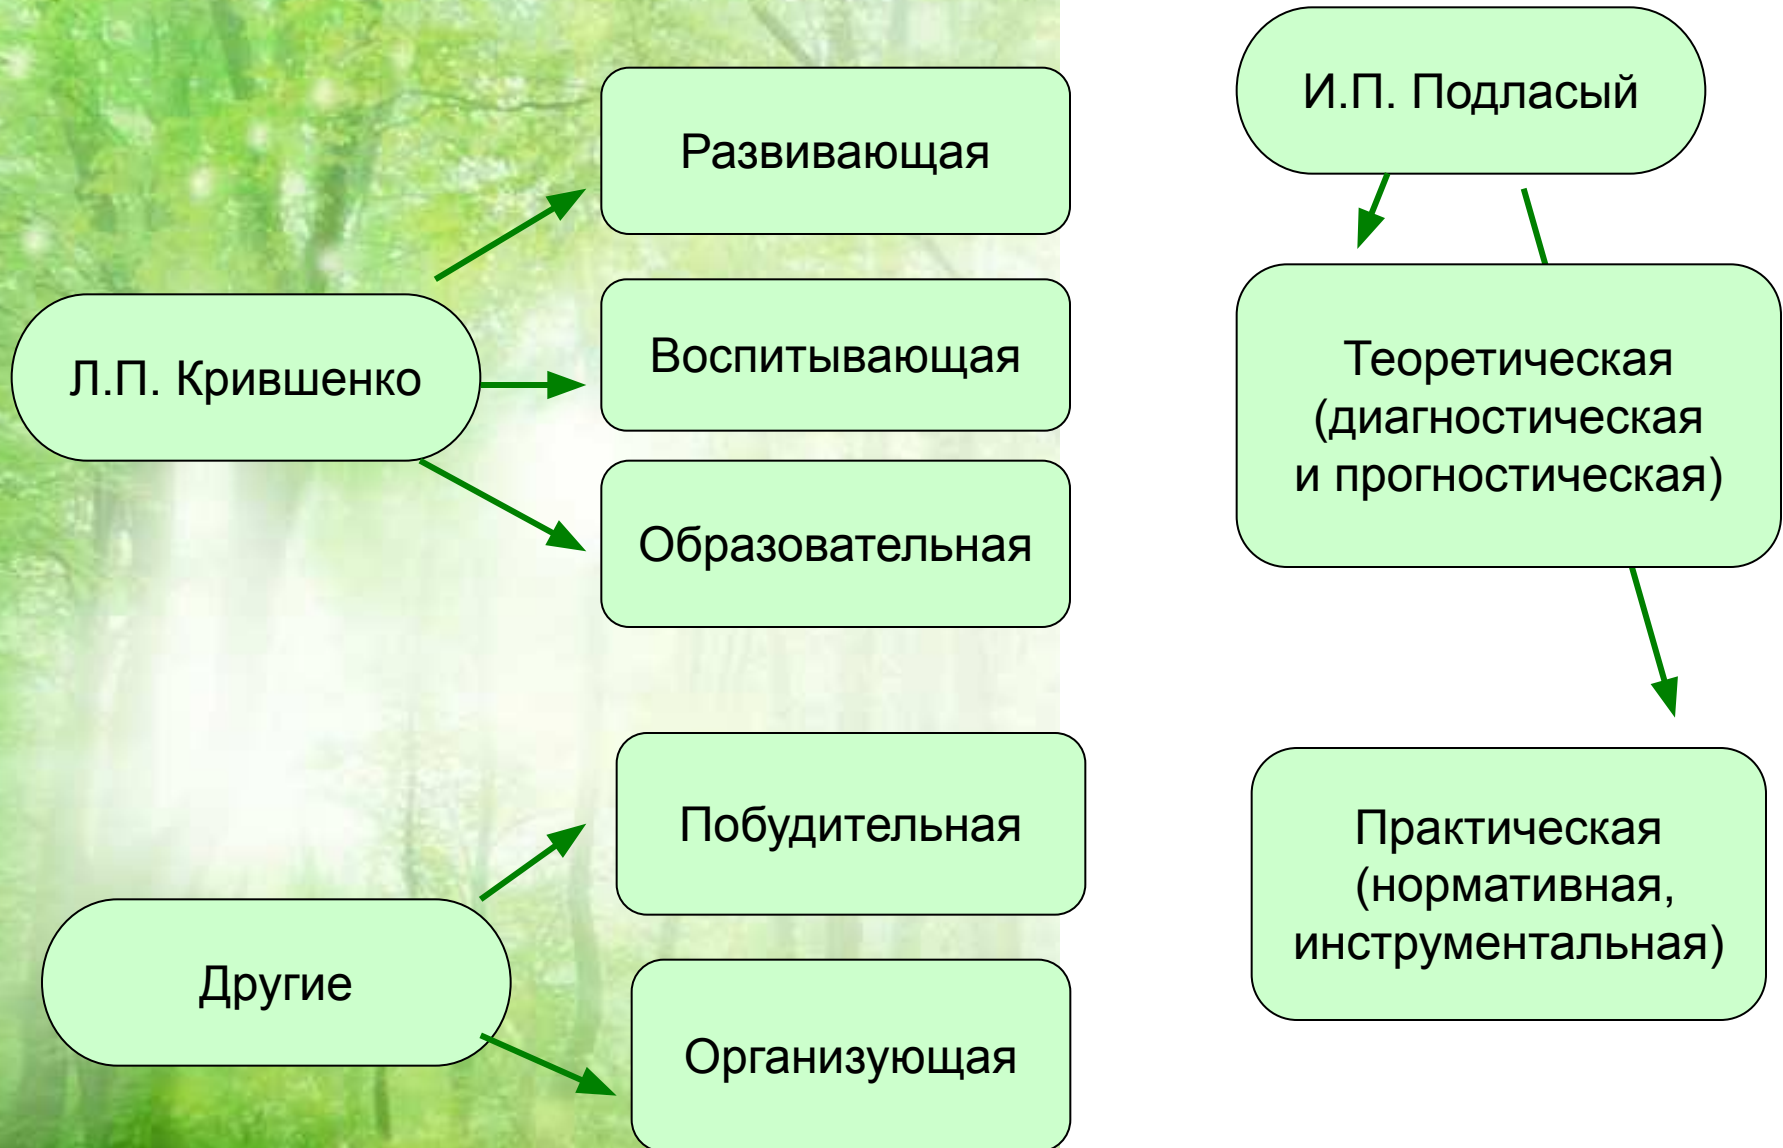 Л.П. Крившенко
Развивающая
Воспитывающая
Образовательная
Другие
Побудительная
Организующая
И.П. Подласый
Теоретическая
(диагностическая
и прогностическая)
Практическая
(нормативная,
инструментальная)